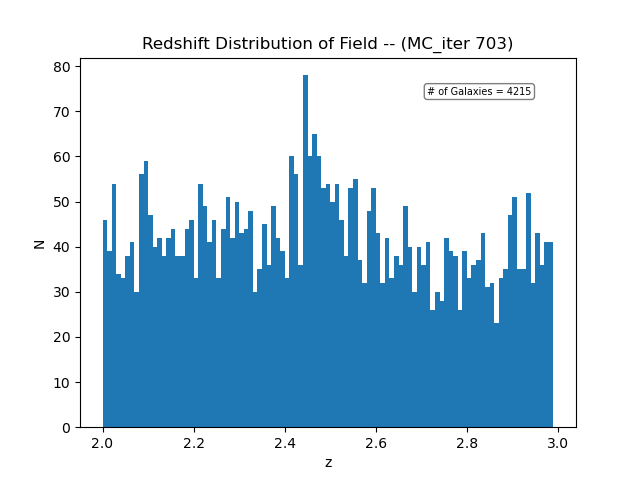 Redshift Distribution of Field -- (MC_iter 703)
80
70
60
50
40
30
20
10
0
N
# of Galaxies = 4215
2.0 2.2 2.4 2.6 2.8 3.0
z